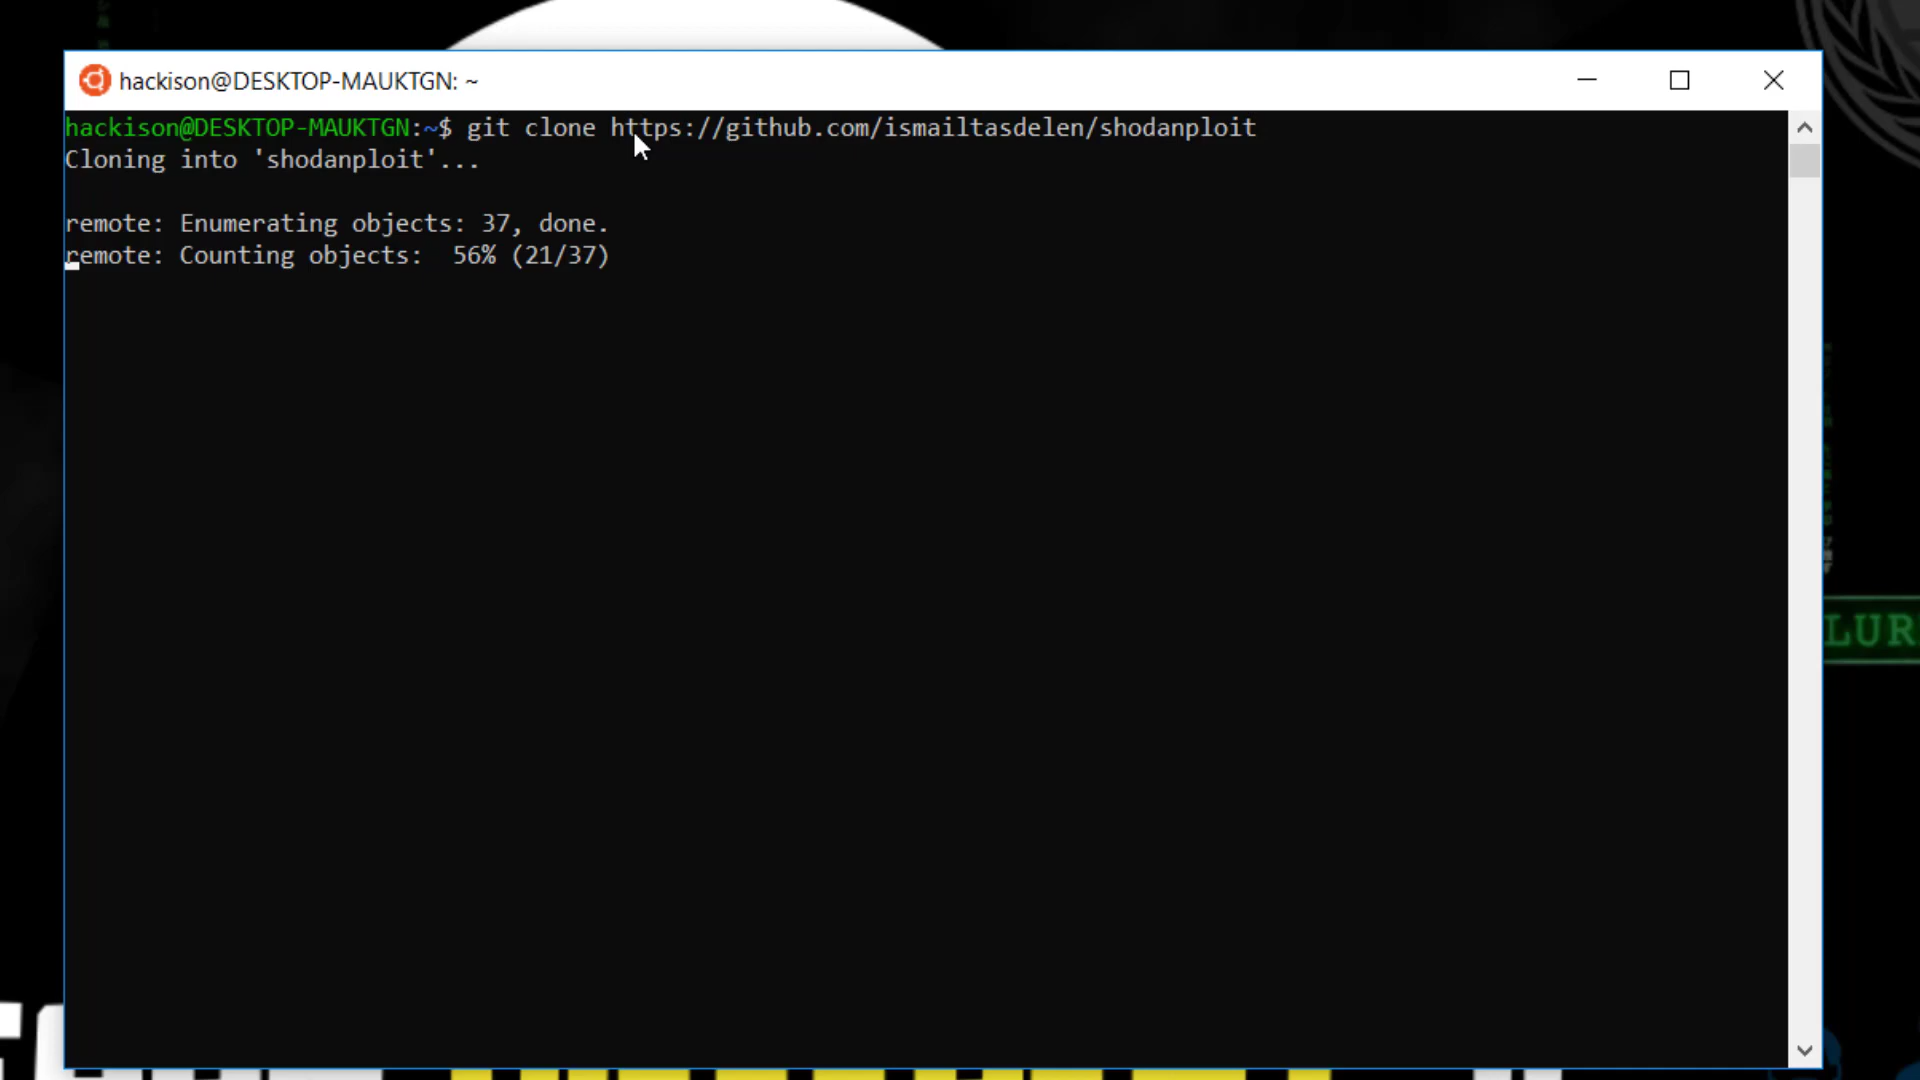 hackison@DESKTOP-MAUKTGN: ~
hackison@DESKTOP-MAUKTGN:~$ git clone https://github.com/ismailtasdelen/shodanploit
Cloning into 'shodanploit'...
remote: Enumerating objects: 37, done.
remote: Counting objects:  56% (21/37)
LUR